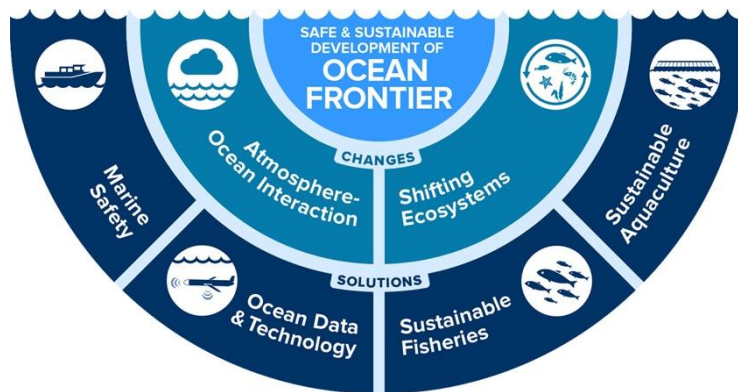 SAFE & SUSTAINABLE
DEVELOPMENT OF
OCEAN
FRONTIER
CHANGES
Atmosphere-
Ocean Interaction
Shifting
Ecosystems
SOLUTIONS
Marine
Safety
Ocean Data
& Technology
Sustainable
Fisheries
Sustainable
Aquaculture